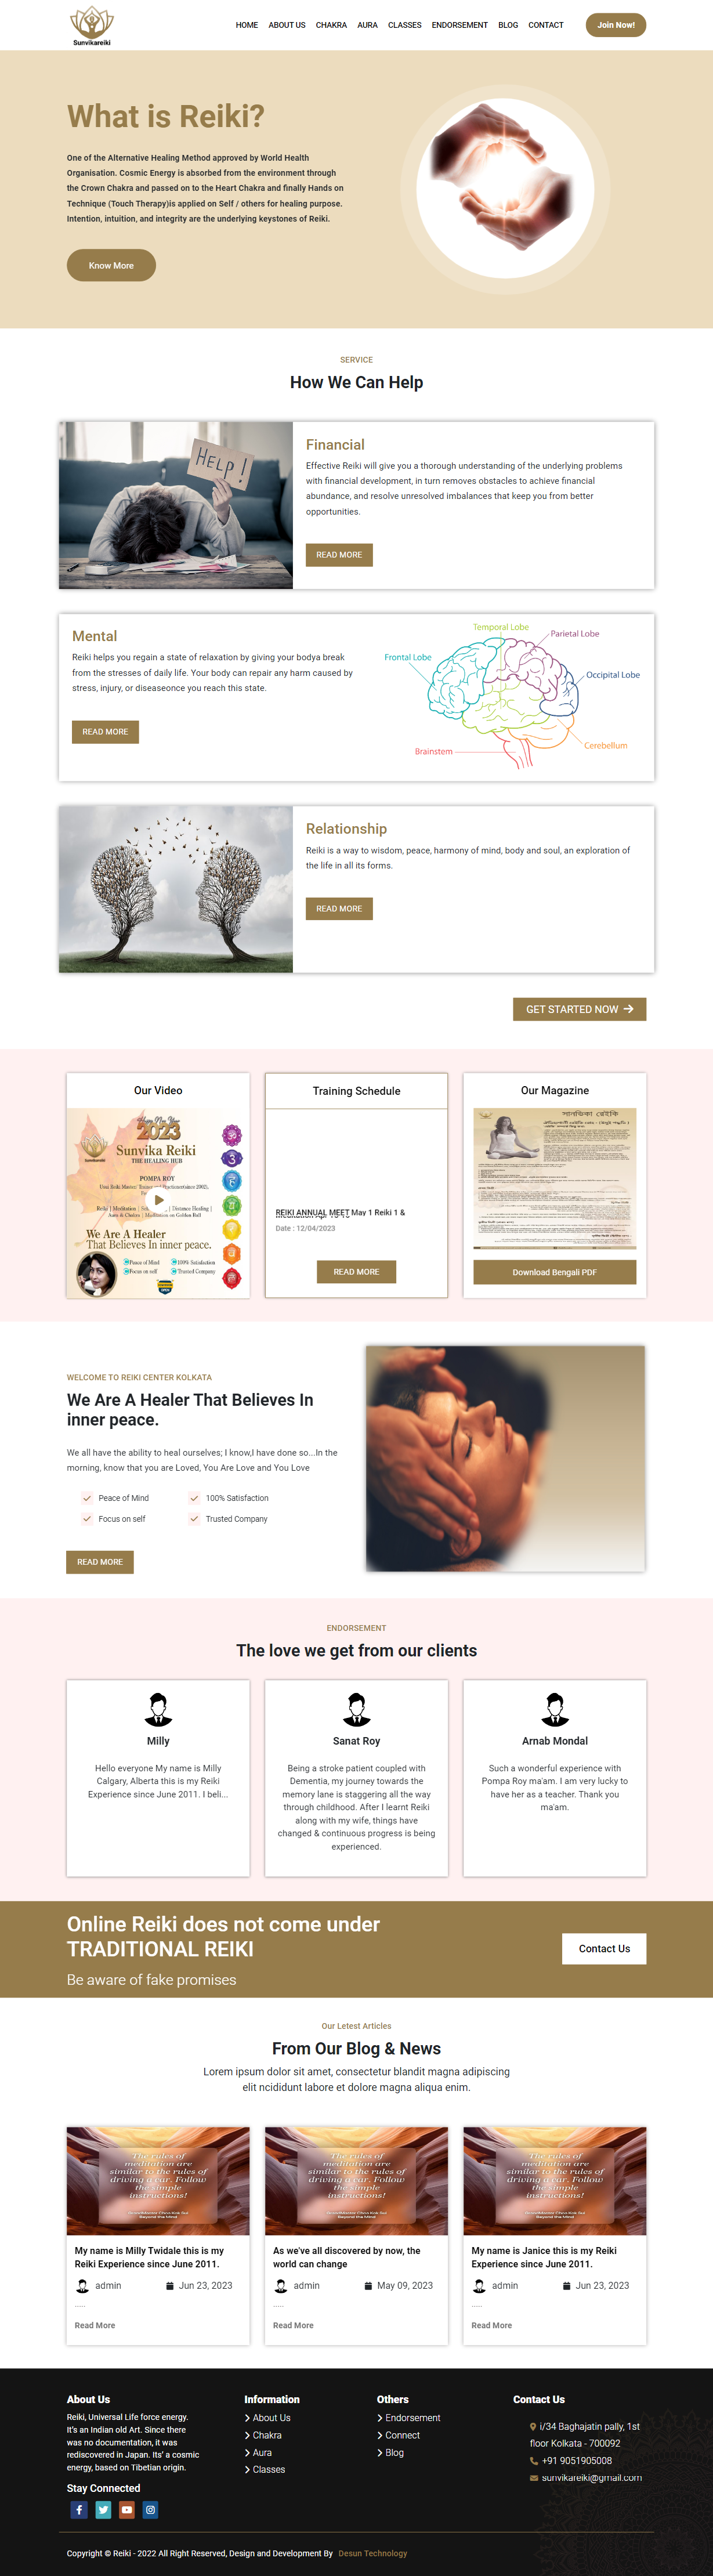 Sunvikareiki
HOME ABOUT US CHAKRA AURA CLASSES ENDORSEMENT BLOG CONTACT Join Now!
What is Reiki?
One of the Alternative Healing Method approved by World Health
Organisation. Cosmic Energy is absorbed from the environment through
the Crown Chakra and passed on to the Heart Chakra and finally Hands on
Technique (Touch Therapy)is applied on Self / others for healing purpose.
Intention, intuition, and integrity are the underlying keystones of Reiki.
Know More
SERVICE
How We Can Help
HELP!
Financial
Effective Reiki will give you a thorough understanding of the underlying problems
with financial development, in turn removes obstacles to achieve financial
abundance, and resolve unresolved imbalances that keep you from better
opportunities.
READ MORE
Mental
Reiki helps you regain a state of relaxation by giving your bodya break
from the stresses of daily life. Your body can repair any harm caused by
stress, injury, or diseaseonce you reach this state.
READ MORE
Temporal Lobe
Parietal Lobe
Frontal Lobe
Occipital Lobe
Cerebellum
Brainstem
Relationship
Reiki is a way to wisdom, peace, harmony of mind, body and soul, an exploration of
the life in all its forms.
READ MORE
GET STARTED NOW
Our Video
Happy New Year
2023
Sunvika Reiki
THE HEALING HUB
POMPA ROY
We Are A Healer
That Believes In inner peace.
Peace of Mind 100% Satisfaction
Focus on self Trusted Company
OPEN
Training Schedule
REIKI ANNUAL MEET May 1 Reiki 1 &
Date : 12/04/2023
READ MORE
Our Magazine
সানভিকা রেইকি
Download Bengali PDF
WELCOME TO REIKI CENTER KOLKATA
We Are A Healer That Believes In
inner peace.
We all have the ability to heal ourselves; I know,I have done so...In the
morning, know that you are Loved, You Are Love and You Love
Peace of Mind 100% Satisfaction
Focus on self Trusted Company
READ MORE
ENDORSEMENT
The love we get from our clients
Milly
Hello everyone My name is Milly
Calgary, Alberta this is my Reiki
Experience since June 2011. I beli...
Sanat Roy
Being a stroke patient coupled with
Dementia, my journey towards the
memory lane is staggering all the way
through childhood. After I learnt Reiki
along with my wife, things have
changed & continuous progress is being
experienced.
Arnab Mondal
Such a wonderful experience with
Pompa Roy ma'am. I am very lucky to
have her as a teacher. Thank you
ma'am.
Online Reiki does not come under
TRADITIONAL REIKI
Be aware of fake promises
Contact Us
Our Letest Articles
From Our Blog & News
Lorem ipsum dolor sit amet, consectetur blandit magna adipiscing
elit ncididunt labore et dolore magna aliqua enim.
The rules of
meditation are
similar to the rules of
driving a car. Follow
the simple
instructions!
My name is Milly Twidale this is my
Reiki Experience since June 2011.
admin Jun 23, 2023
.....
Read More
The rules of
meditation are
similar to the rules of
driving a car. Follow
the simple
instructions!
As we've all discovered by now, the
world can change
admin May 09, 2023
.....
Read More
The rules of
meditation are
similar to the rules of
driving a car. Follow
the simple
instructions!
My name is Janice this is my Reiki
Experience since June 2011.
admin Jun 23, 2023
.....
Read More
About Us
Reiki, Universal Life force energy.
It's an Indian old Art. Since there
was no documentation, it was
rediscovered in Japan. Its' a cosmic
energy, based on Tibetian origin.
Stay Connected
Information
About Us
Chakra
Aura
Classes
Others
Endorsement
Connect
Blog
Contact Us
i/34 Baghajatin pally, 1st
floor Kolkata - 700092
+91 9051905008
sunvikareiki@gmail.com
Copyright © Reiki - 2022 All Right Reserved, Design and Development By Desun Technology